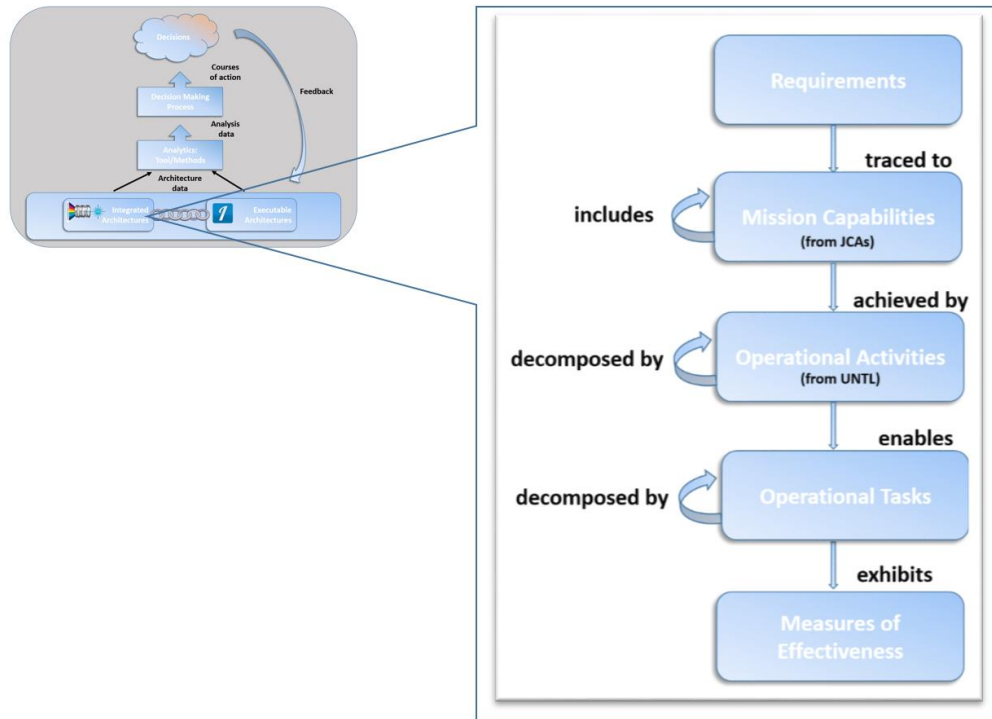 Decisions
Courses
of action
Feedback
Decision Making
Process
Analysis
data
Analytics:
Tool/Methods
Architecture
data
Integrated
Architectures
Executable
Architectures
Requirements
traced to
includes
Mission Capabilities
(from JCAs)
achieved by
decomposed by
Operational Activities
(from UNTL)
enables
decomposed by
Operational Tasks
exhibits
Measures of
Effectiveness